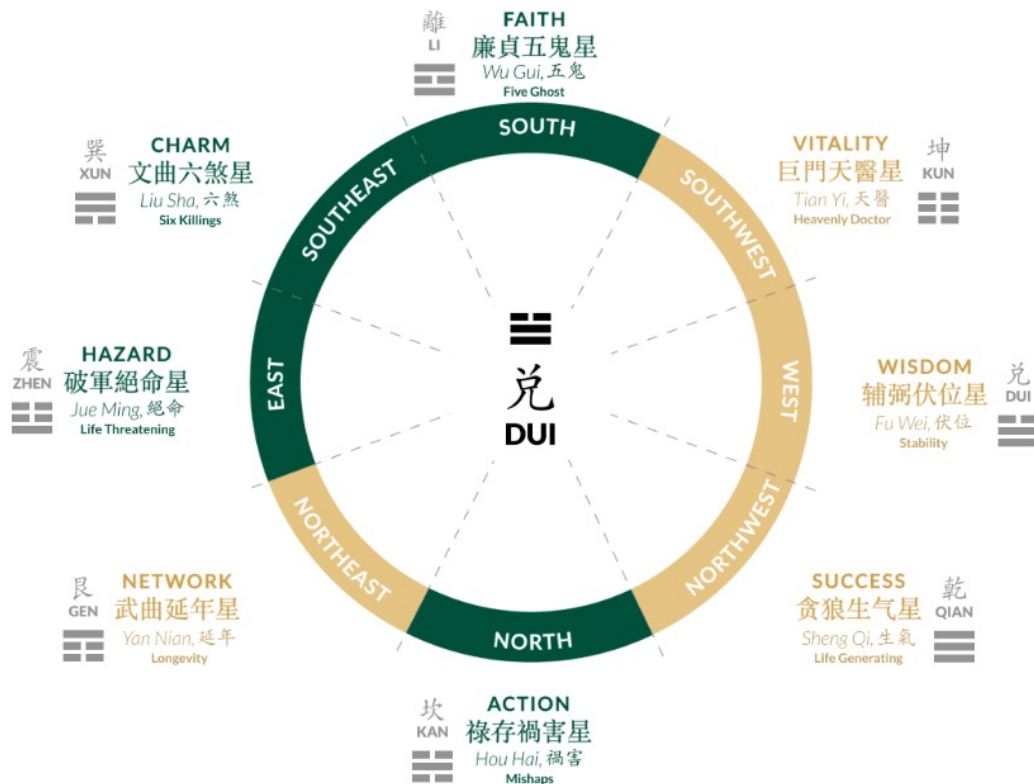 離
LI
FAITH
廉貞五鬼星
Wu Gui, 五鬼
Five Ghost
巽
XUN
CHARM
文曲六煞星
Liu Sha, 六煞
Six Killings
VITALITY
巨門天醫星
Tian Yi, 天醫
Heavenly Doctor
坤
KUN
SOUTH
SOUTHEAST
SOUTHWEST
震
ZHEN
HAZARD
破軍絕命星
Jue Ming, 絕命
Life Threatening
EAST
兑
DUI
WEST
WISDOM
辅弼伏位星
Fu Wei, 伏位
Stability
兑
DUI
NORTHEAST
NORTHWEST
艮
GEN
NETWORK
武曲延年星
Yan Nian, 延年
Longevity
NORTH
SUCCESS
贪狼生气星
Sheng Qi, 生氣
Life Generating
乾
QIAN
坎
KAN
ACTION
祿存禍害星
Hou Hai, 禍害
Mishaps